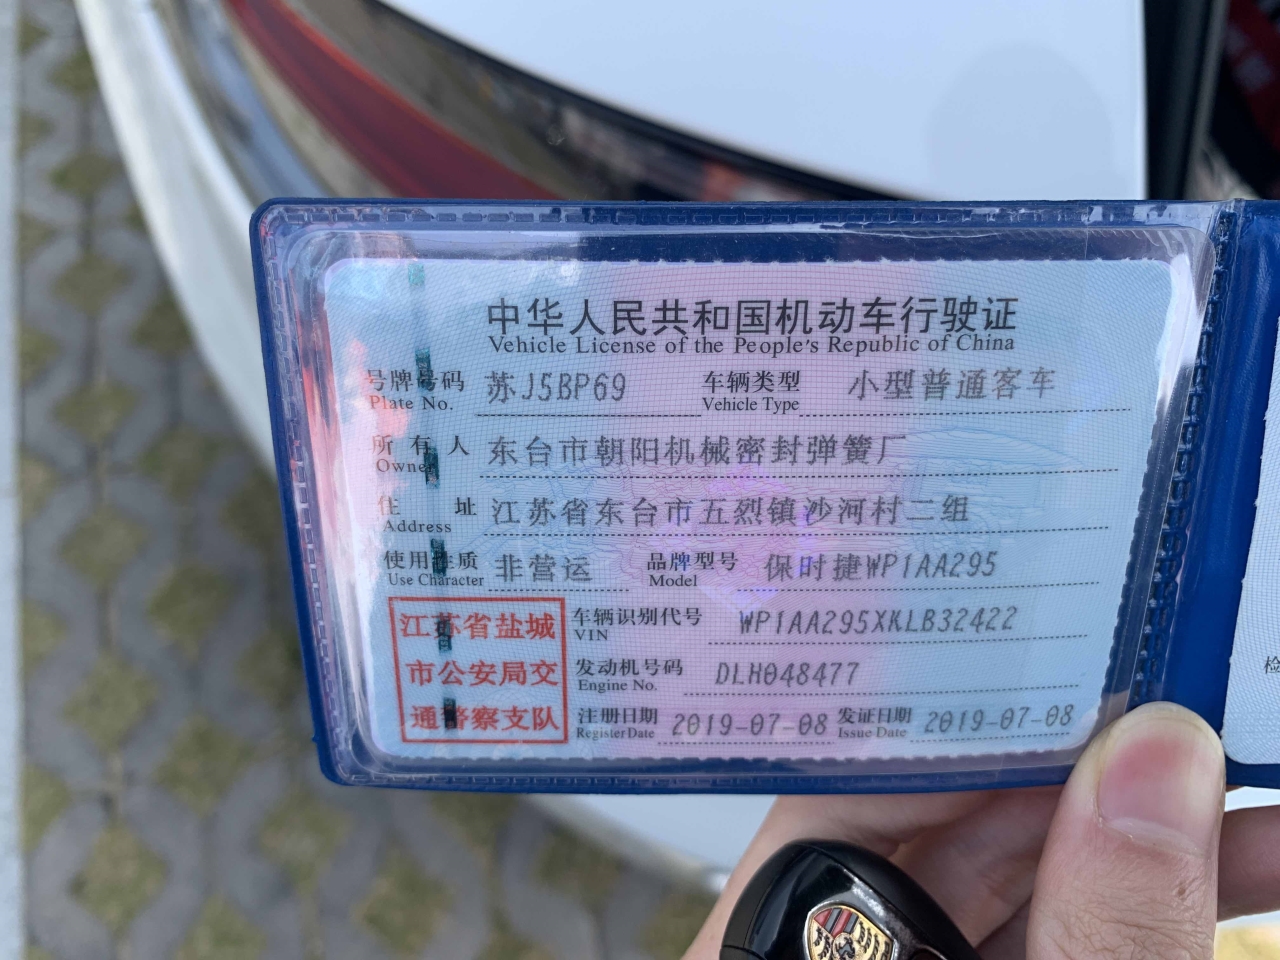 中华人民共和国机动车行驶证
Vehicle License of the People's Republic of China
号牌号码 苏J5BP69 车辆类型 小型普通客车
Plate No. Vehicle Type
所有人 东台市朝阳机械密封弹簧厂
Owner
住址 江苏省东台市五烈镇沙河村二组
Address
使用性质 非营运 品牌型号 保时捷WP1AA295
Use Character Model
江苏省盐城
市公安局交
通警察支队
车辆识别代号 WP1AA295XKLB32422
VIN
发动机号码 DLH048477
Engine No.
注册日期 2019-07-08 发证日期 2019-07-08
Register Date Issue Date
检